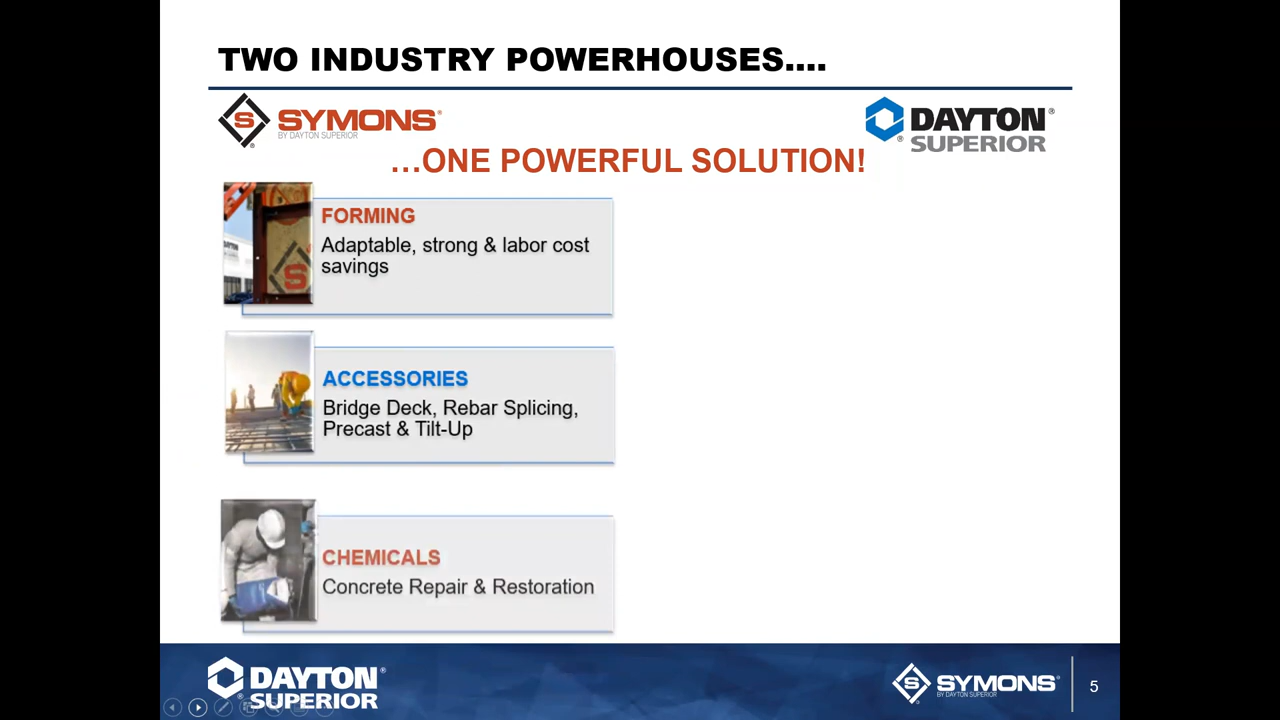 TWO INDUSTRY POWERHOUSES....
S SYMONS®
BY DAYTON SUPERIOR
®
DAYTON®
® SUPERIOR
...ONE POWERFUL SOLUTION!
FORMING
Adaptable, strong & labor cost
savings
S
ACCESSORIES
Bridge Deck, Rebar Splicing,
Precast & Tilt-Up
CHEMICALS
Concrete Repair & Restoration
DAYTON®
® SUPERIOR
S SYMONS®
BY DAYTON SUPERIOR
®
5